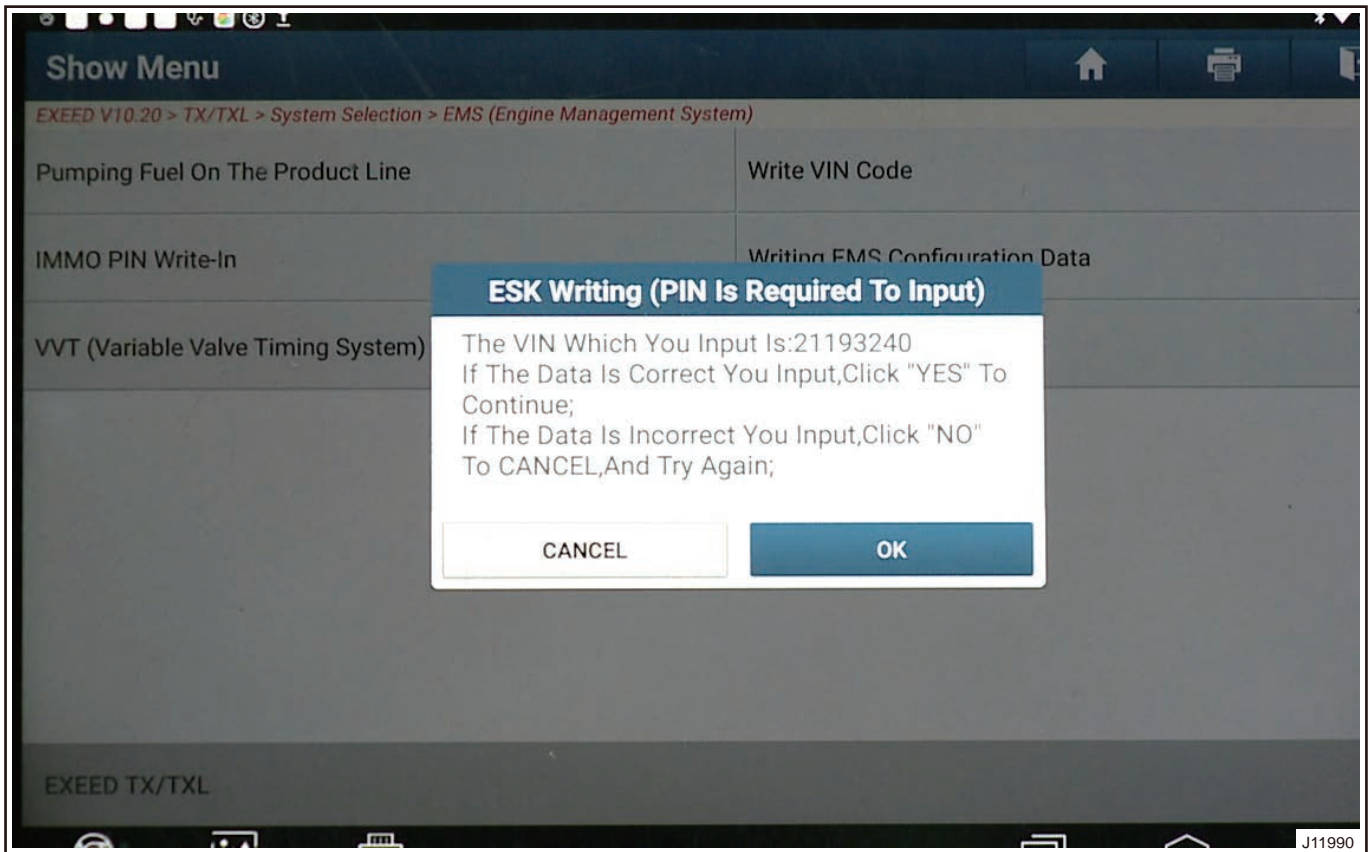 Show Menu
EXEED V10.20 > TX/TXL > System Selection > EMS (Engine Management System)
Pumping Fuel On The Product Line
Write VIN Code
IMMO PIN Write-In
Writing EMS Configuration Data
VVT (Variable Valve Timing System)
ESK Writing (PIN Is Required To Input)
The VIN Which You Input Is:21193240
If The Data Is Correct You Input,Click "YES" To
Continue;
If The Data Is Incorrect You Input,Click "NO"
To CANCEL,And Try Again;
CANCEL
OK
EXEED TX/TXL
J11990